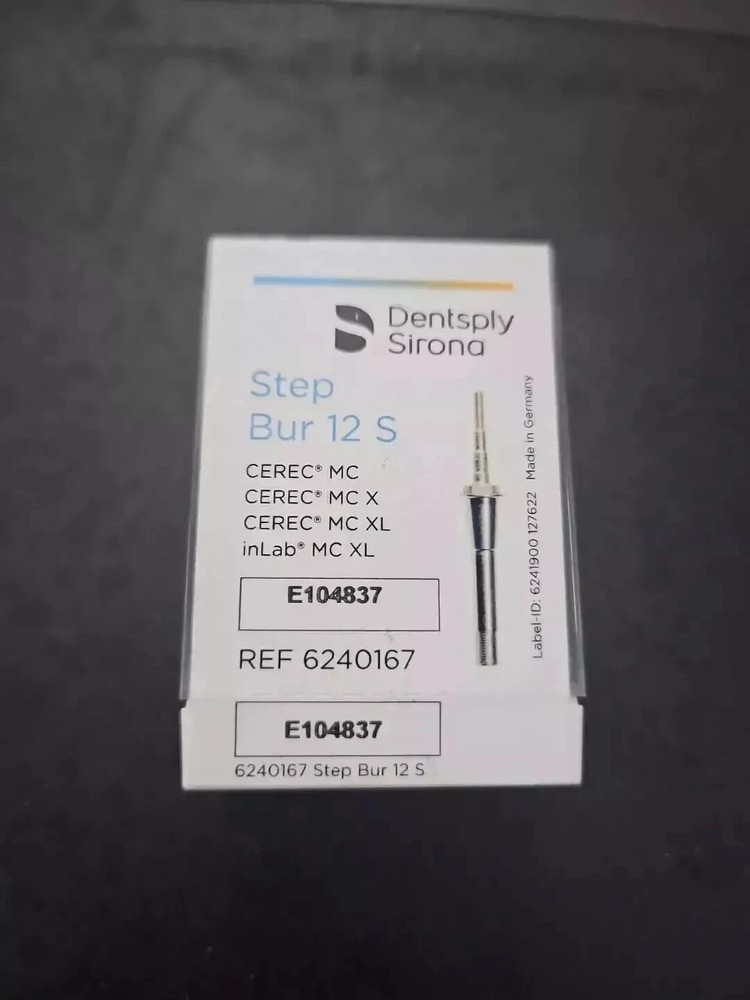 Dentsply
Sirona
Step
Bur 12 S
CEREC® MC
CEREC® MC X
CEREC® MC XL
inLab® MC XL
E104837
REF 6240167
Label-ID: 6241900 127622 Made in Germany
E104837
6240167 Step Bur 12 S